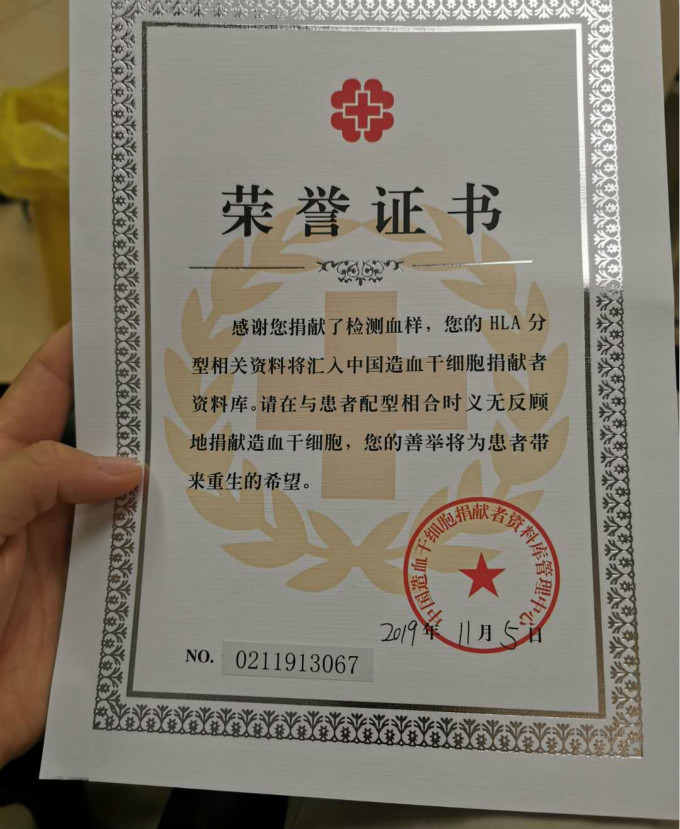 荣誉证书
感谢您捐献了检测血样，您的 HLA 分
型相关资料将汇入中国造血干细胞捐献者
资料库。请在与患者配型相合时义无反顾
地捐献造血干细胞，您的善举将为患者带
来重生的希望。
中国造血干细胞捐献者资料库管理中心
2019年 11月5日
NO. 0211913067